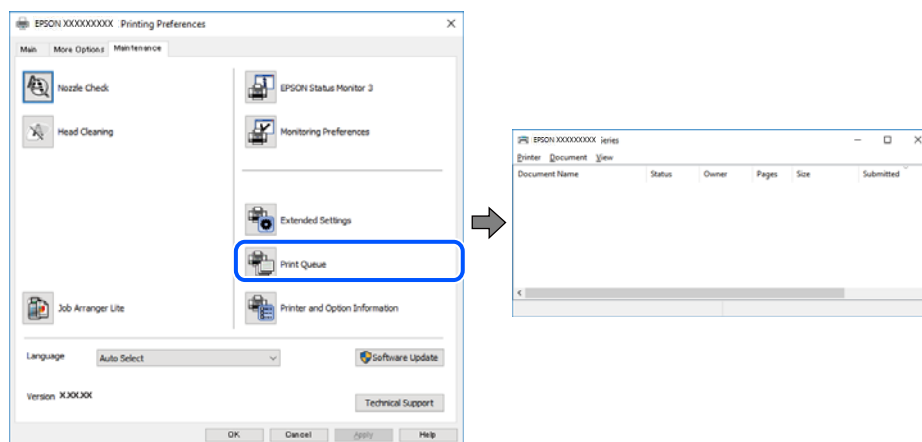 EPSON XXXXXXXXX Printing Preferences
Main More Options Maintenance
Nozzle Check
EPSON Status Monitor 3
Head Cleaning
Monitoring Preferences
Extended Settings
Print Queue
Job Arranger Lite
Printer and Option Information
Language Auto Select
Software Update
Version X.XX.XX
Technical Support
OK Cancel Apply Help
EPSON XXXXXXXXX ieries
Printer Document View
Document Name Status Owner Pages Size Submitted